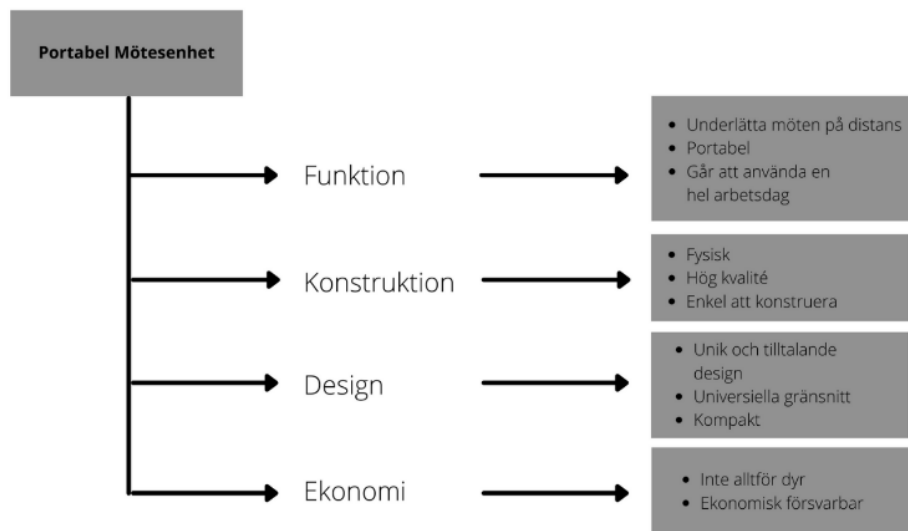 Portabel Mötesenhet
Funktion
• Underlätta möten på distans
• Portabel
• Går att använda en
hel arbetsdag
Konstruktion
• Fysisk
• Hög kvalité
• Enkel att konstruera
Design
• Unik och tilltalande
design
• Universiella gränsnitt
• Kompakt
Ekonomi
• Inte alltför dyr
• Ekonomisk försvarbar